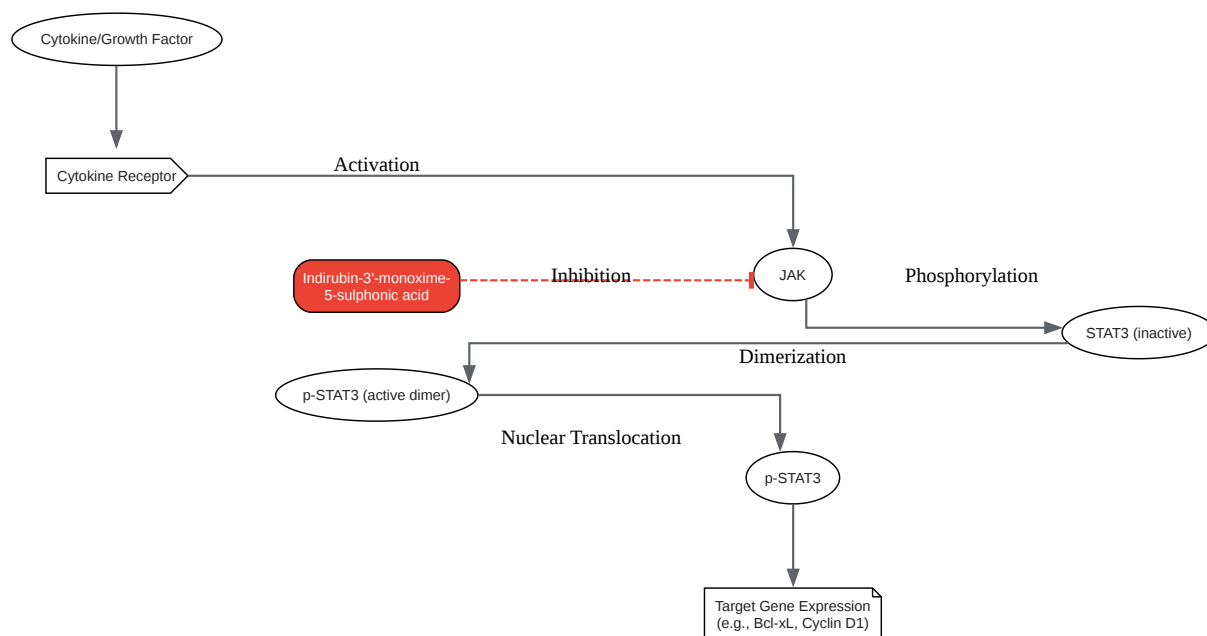 Cytokine/Growth Factor
Activation
Cytokine Receptor
Indirubin-3'-monoxime-
5-sulphonic acid
Inhibition
JAK
Phosphorylation
STAT3 (inactive)
Dimerization
p-STAT3 (active dimer)
Nuclear Translocation
p-STAT3
Target Gene Expression
(e.g., Bcl-xL, Cyclin D1)